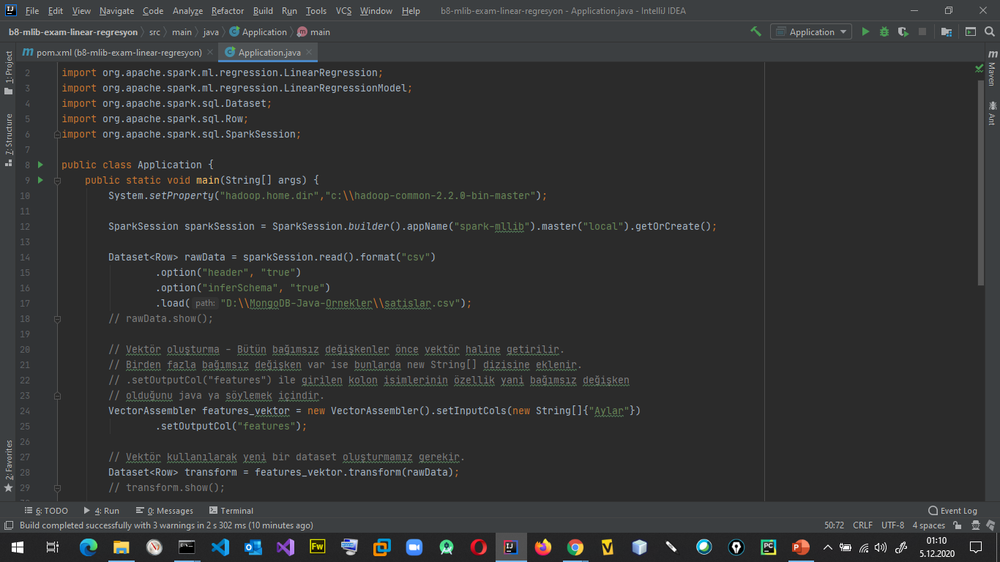 File Edit View Navigate Code Analyze Refactor Build Run Tools VCS Window Help b8-mlib-exam-linear-regresyon - Application.java - IntelliJ IDEA
b8-mlib-exam-linear-regresyon src main java Application main
Application
pom.xml (b8-mlib-exam-linear-regresyon) Application.java
1: Project
7: Structure
2: Favorites
Maven
Ant
2 import org.apache.spark.ml.regression.LinearRegression;
3 import org.apache.spark.ml.regression.LinearRegressionModel;
4 import org.apache.spark.sql.Dataset;
5 import org.apache.spark.sql.Row;
6 import org.apache.spark.sql.SparkSession;
7
8 public class Application {
9 public static void main(String[] args) {
10 System.setProperty("hadoop.home.dir","c:\\hadoop-common-2.2.0-bin-master");
11
12 SparkSession sparkSession = SparkSession.builder().appName("spark-mllib").master("local").getOrCreate();
13
14 Dataset<Row> rawData = sparkSession.read().format("csv")
15 .option("header", "true")
16 .option("inferSchema", "true")
17 .load( path: "D:\\MongoDB-Java-Ornekler\\satislar.csv");
18 // rawData.show();
19
20 // Vektör oluşturma - Bütün bağımsız değişkenler önce vektör haline getirilir.
21 // Birden fazla bağımsız değişken var ise bunlarda new String[] dizisine eklenir.
22 // .setOutputCol("features") ile girilen kolon isimlerinin özellik yani bağımsız değişken
23 // olduğunu java ya söylemek içindir.
24 VectorAssembler features_vektor = new VectorAssembler().setInputCols(new String[]{"Aylar"})
25 .setOutputCol("features");
26
27 // Vektör kullanılarak yeni bir dataset oluşturmamız gerekir.
28 Dataset<Row> transform = features_vektor.transform(rawData);
29 // transform.show();
6: TODO 4: Run 0: Messages Terminal Event Log
Build completed successfully with 3 warnings in 2 s 302 ms (10 minutes ago) 50:72 CRLF UTF-8 4 spaces
01:10
5.12.2020